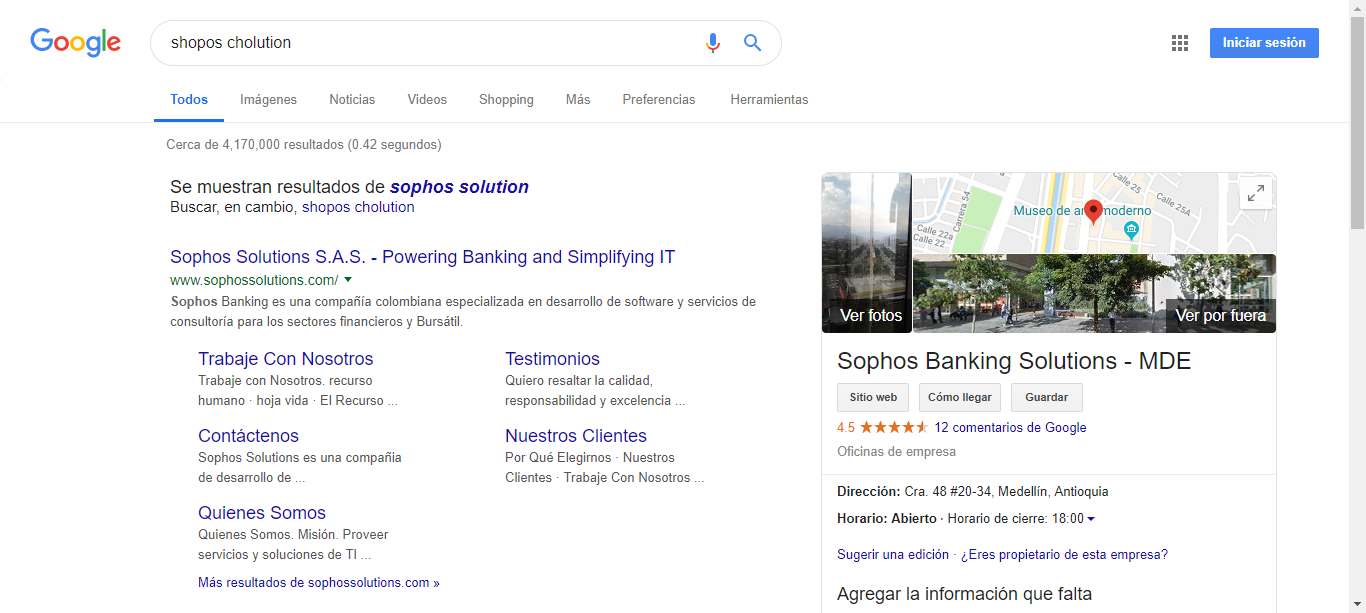 Google
shopos cholution
Iniciar sesión
Todos Imágenes Noticias Videos Shopping Más Preferencias Herramientas
Cerca de 4,170,000 resultados (0.42 segundos)
Se muestran resultados de sophos solution
Buscar, en cambio, shopos cholution
Sophos Solutions S.A.S. - Powering Banking and Simplifying IT
www.sophossolutions.com/
Sophos Banking es una compañía colombiana especializada en desarrollo de software y servicios de
consultoría para los sectores financieros y Bursátil.
Trabaje Con Nosotros
Trabaje con Nosotros. recurso
humano · hoja vida · El Recurso ...
Testimonios
Quiero resaltar la calidad,
responsabilidad y excelencia ...
Contáctenos
Sophos Solutions es una compañia
de desarrollo de ...
Nuestros Clientes
Por Qué Elegirnos · Nuestros
Clientes · Trabaje Con Nosotros ...
Quienes Somos
Quienes Somos. Misión. Proveer
servicios y soluciones de TI ...
Más resultados de sophossolutions.com »
Calle 25
Calle 25A
Carrera 54
Museo de moderno
Calle 22a
Calle 22
Ver fotos
Ver por fuera
Sophos Banking Solutions - MDE
Sitio web Cómo llegar Guardar
4.5 12 comentarios de Google
Oficinas de empresa
Dirección: Cra. 48 #20-34, Medellín, Antioquia
Horario: Abierto · Horario de cierre: 18:00
Sugerir una edición · ¿Eres propietario de esta empresa?
Agregar la información que falta